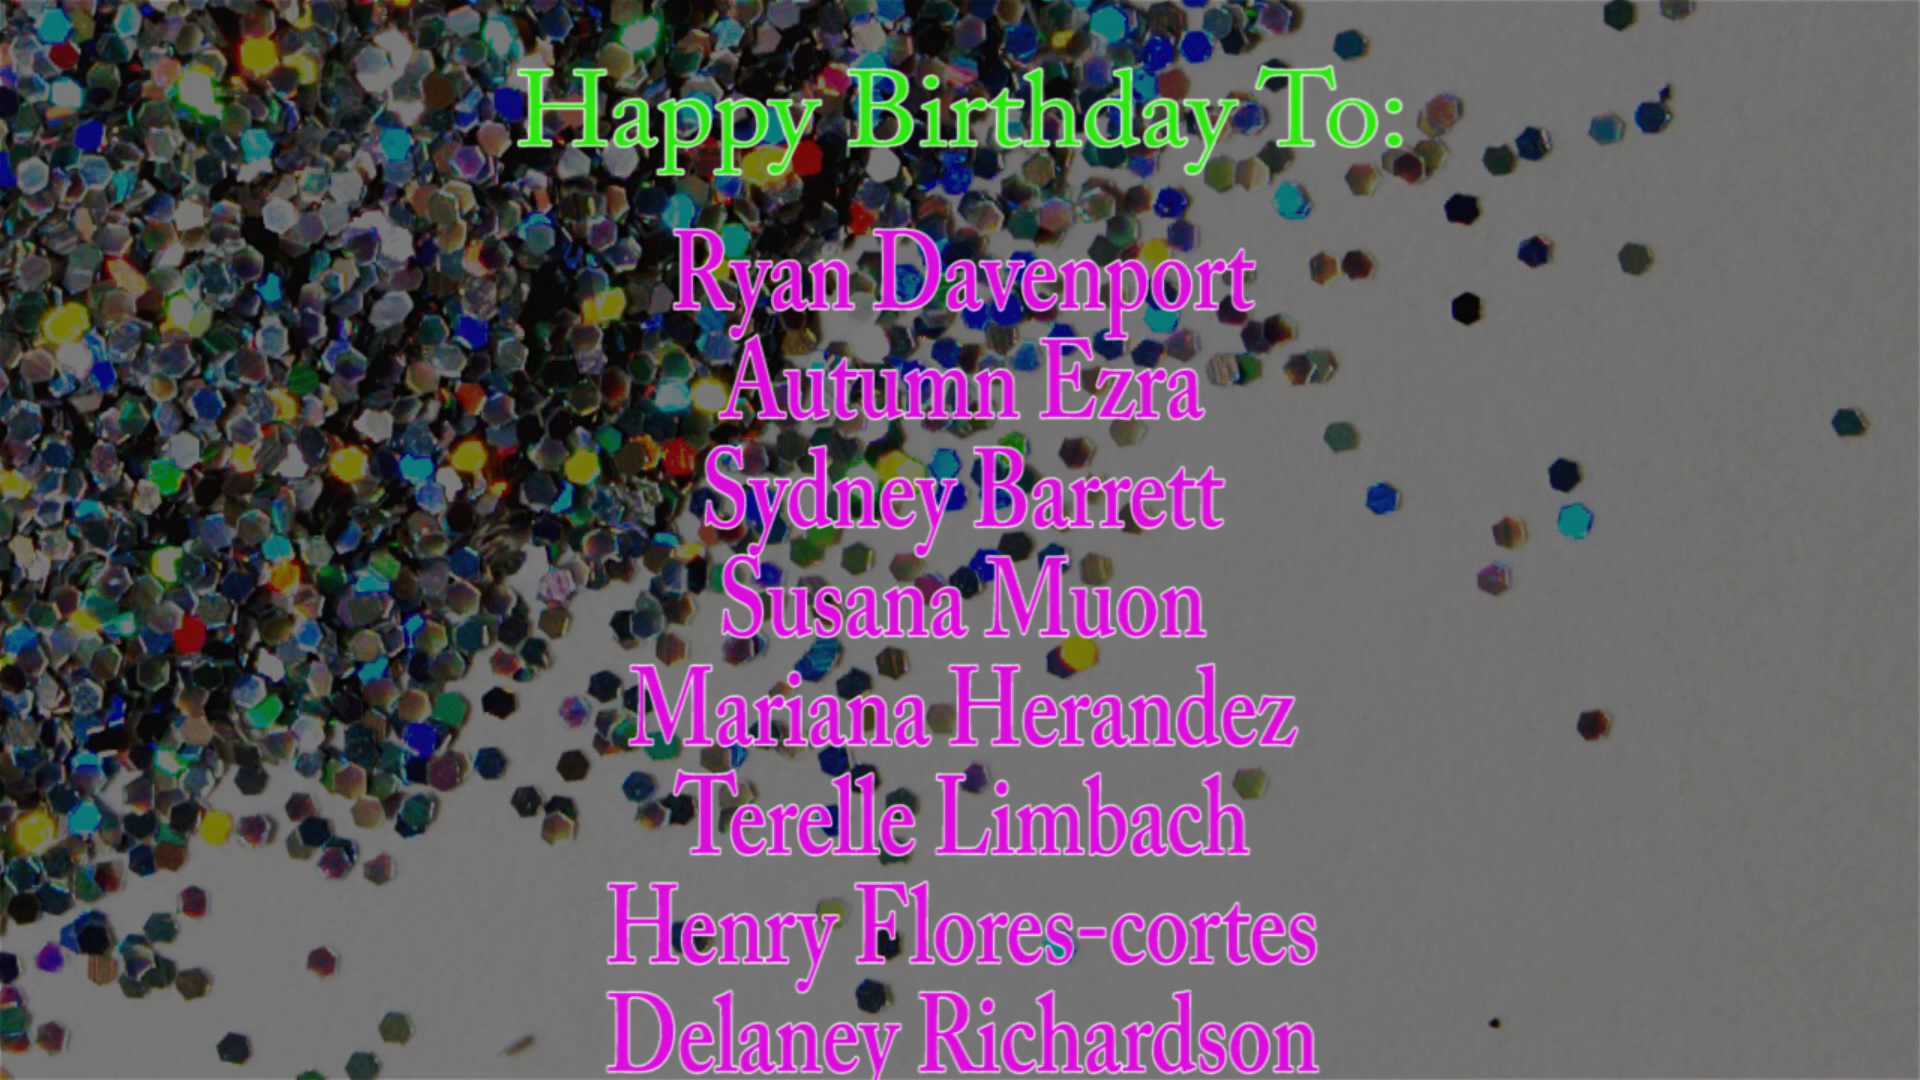 Happy Birthday To:
Ryan Davenport
Autumn Ezra
Sydney Barrett
Susana Muon
Mariana Herandez
Terelle Limbach
Henry Flores-cortes
Delaney Richardson